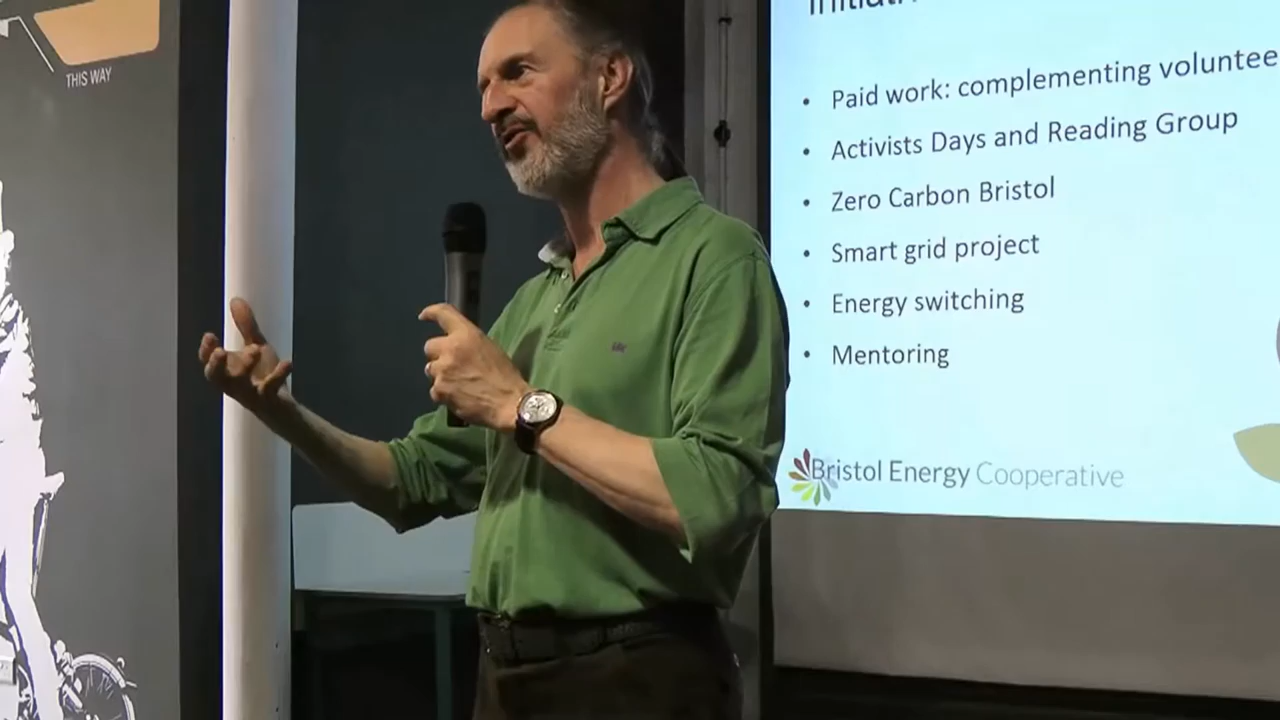 THIS WAY
Paid work: complementing
Activists Days and Reading Group
Zero Carbon Bristol
Smart grid project
Energy switching
Mentoring
Bristol Energy Cooperative